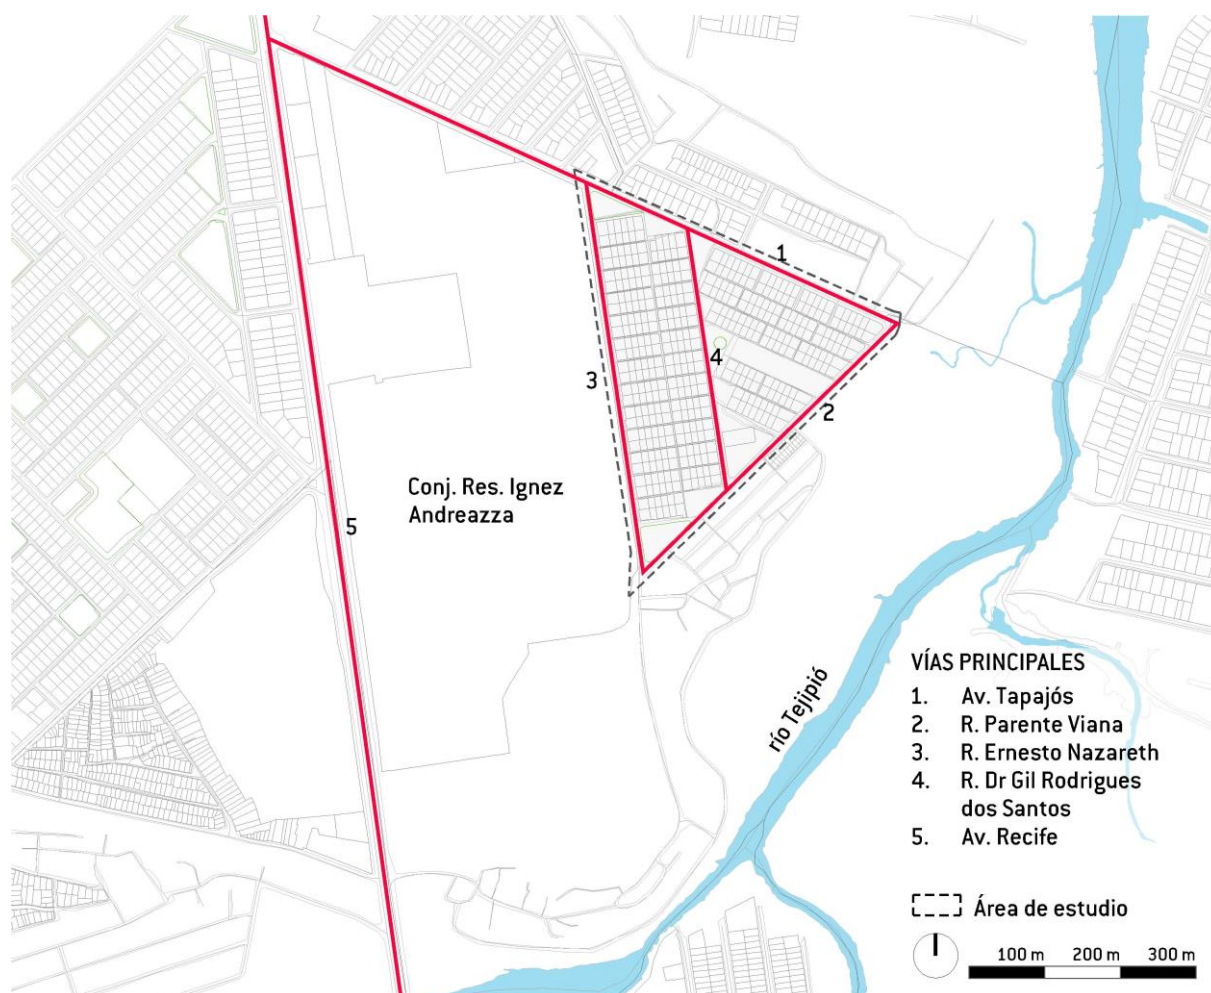 1
3
4
2
Conj. Res. Ignez
Andreazza
5
río Tejipió
VÍAS PRINCIPALES
1. Av. Tapajós
2. R. Parente Viana
3. R. Ernesto Nazareth
4. R. Dr Gil Rodrigues
dos Santos
5. Av. Recife
Área de estudio
100 m 200 m 300 m